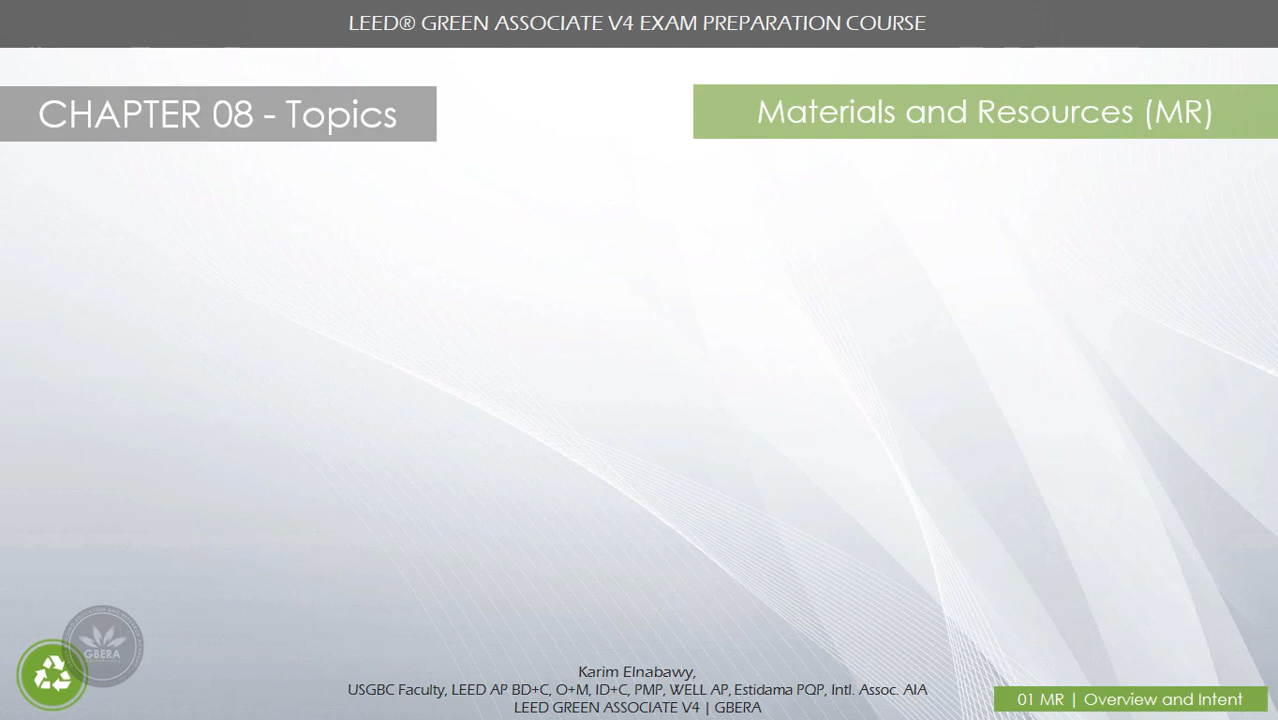 LEED® GREEN ASSOCIATE V4 EXAM PREPARATION COURSE
CHAPTER 08 - Topics
Materials and Resources (MR)
GBERA
Karim Elnabawy,
USGBC Faculty, LEED AP BD+C, O+M, ID+C, PMP, WELL AP, Estidama PQP, Intl. Assoc. AIA
LEED GREEN ASSOCIATE V4 | GBERA
01 MR | Overview and Intent